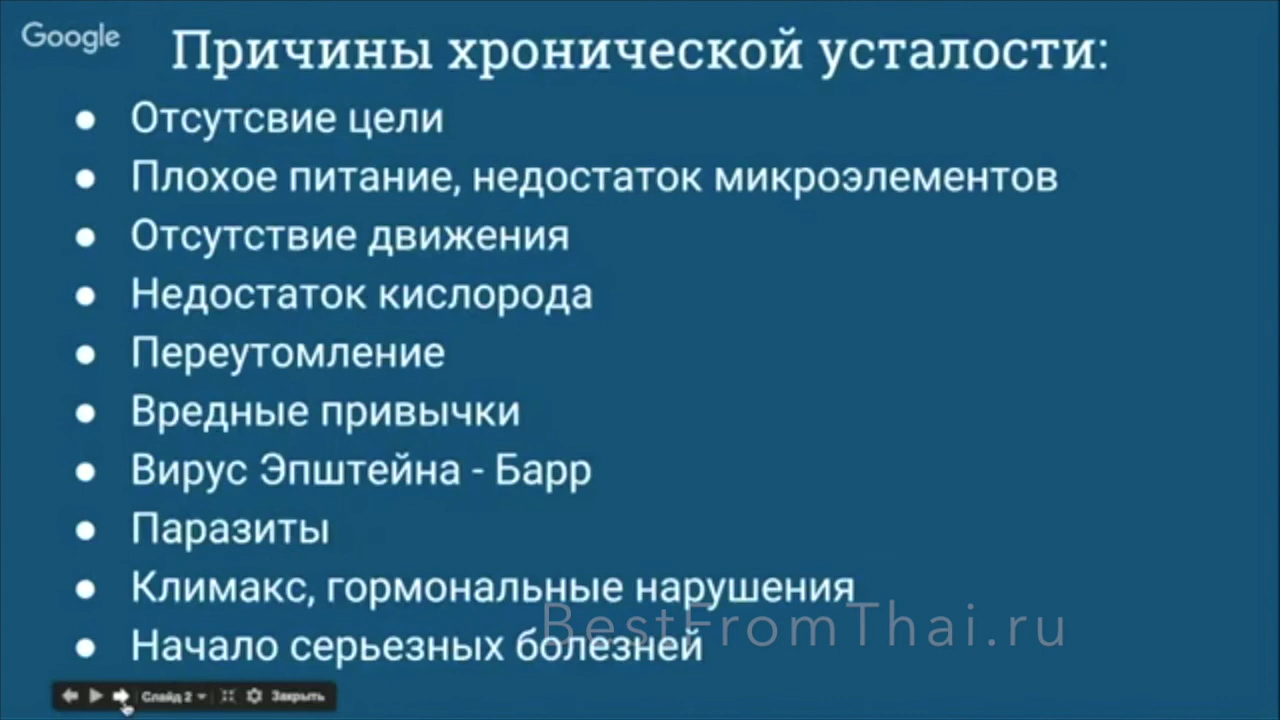 Google
Причины хронической усталости:
● Отсутсвие цели
● Плохое питание, недостаток микроэлементов
● Отсутствие движения
● Недостаток кислорода
● Переутомление
● Вредные привычки
● Вирус Эпштейна - Барр
● Паразиты
● Климакс, гормональные нарушения
BestFromThai.ru
● Начало серьезных болезней
Слайд 2 Закрыть